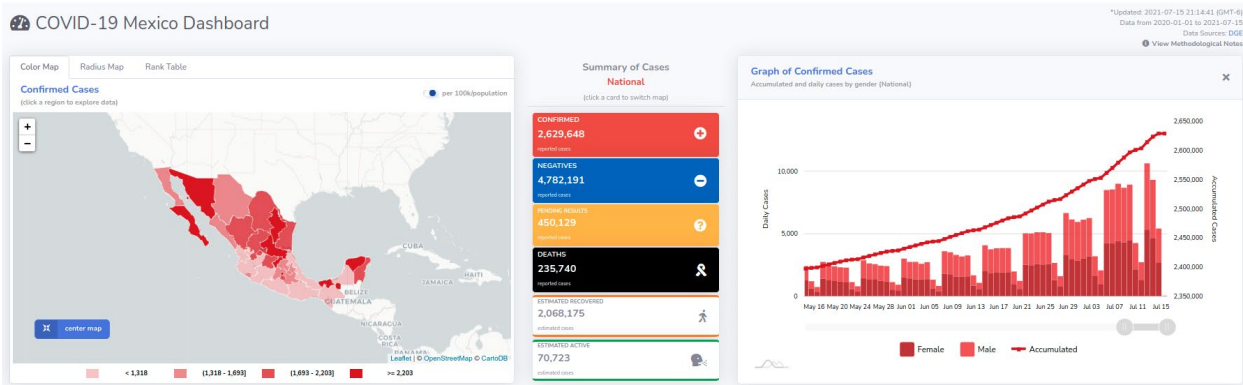 COVID-19 Mexico Dashboard
*Updated: 2021-07-15 21:14:41 (GMT-6)
Data from 2020-01-01 to 2021-07-15
Data Sources: DGE
View Methodological Notes
Color Map Radius Map Rank Table
Confirmed Cases
(click a region to explore data)
per 100k/population
+
−
CUBA
HAITI
JAMAICA
BELIZE
GUATEMALA
NICARAGUA
COSTA
RICA
PANAMA
center map
Leaflet | © OpenStreetMap © CartoDB
< 1,318 (1,318 - 1,693] (1,693 - 2,203] >= 2,203
Summary of Cases
National
(click a card to switch map)
CONFIRMED
2,629,648
reported cases
NEGATIVES
4,782,191
reported cases
PENDING RESULTS
450,129
reported cases
DEATHS
235,740
reported cases
ESTIMATED RECOVERED
2,068,175
estimated cases
ESTIMATED ACTIVE
70,723
estimated cases
Graph of Confirmed Cases
Accumulated and daily cases by gender (National)
×
Daily Cases
10,000
5,000
0
2,650,000
2,600,000
2,550,000
2,500,000
2,450,000
2,400,000
2,350,000
Accumulated Cases
May 16 May 20 May 24 May 28 Jun 01 Jun 05 Jun 09 Jun 13 Jun 17 Jun 21 Jun 25 Jun 29 Jul 03 Jul 07 Jul 11 Jul 15
Female Male Accumulated